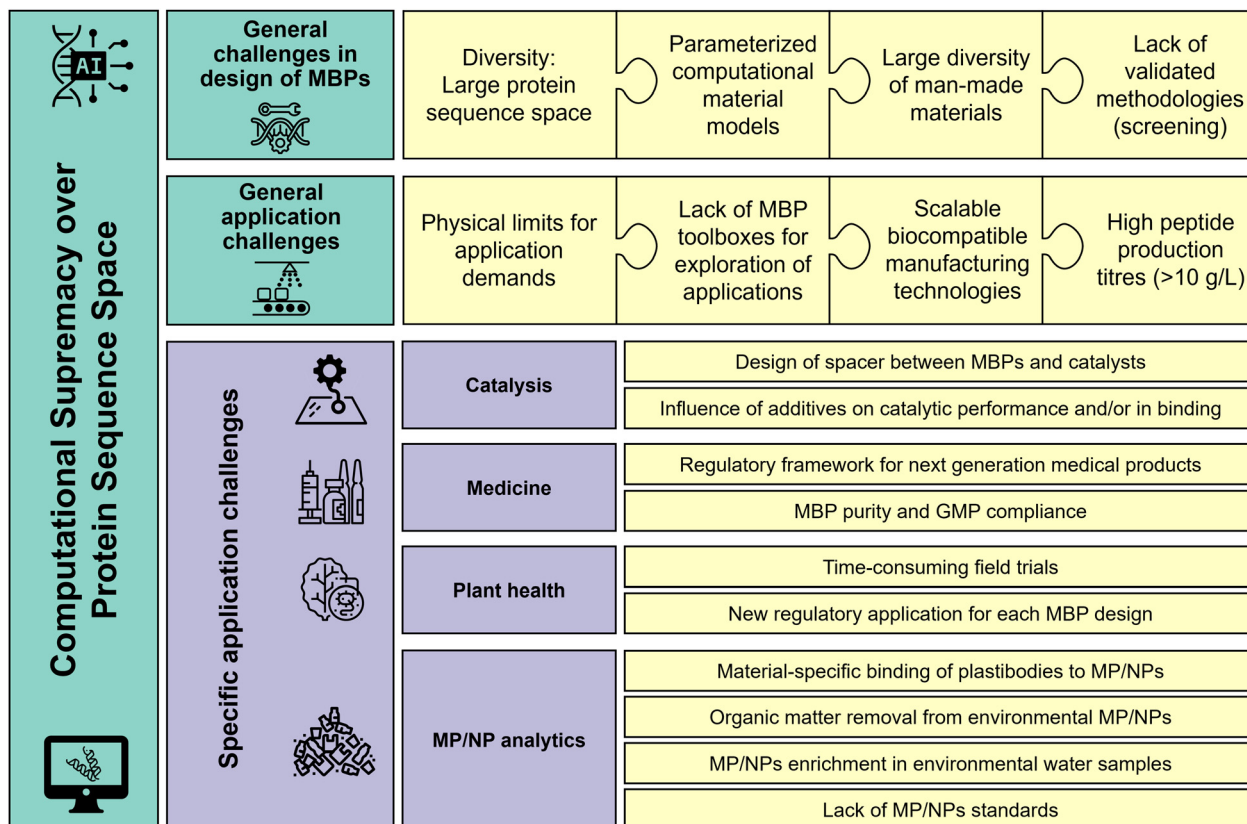 Computational Supremacy over
Protein Sequence Space
AI
General
challenges in
design of MBPs
Diversity:
Large protein
sequence space
Parameterized
computational
material
models
Large diversity
of man-made
materials
Lack of
validated
methodologies
(screening)
General
application
challenges
Physical limits for
application
demands
Lack of MBP
toolboxes for
exploration of
applications
Scalable
biocompatible
manufacturing
technologies
High peptide
production
titres (>10 g/L)
Specific application challenges
Catalysis
Design of spacer between MBPs and catalysts
Influence of additives on catalytic performance and/or in binding
Medicine
Regulatory framework for next generation medical products
MBP purity and GMP compliance
Plant health
Time-consuming field trials
New regulatory application for each MBP design
MP/NP analytics
Material-specific binding of plastibodies to MP/NPs
Organic matter removal from environmental MP/NPs
MP/NPs enrichment in environmental water samples
Lack of MP/NPs standards